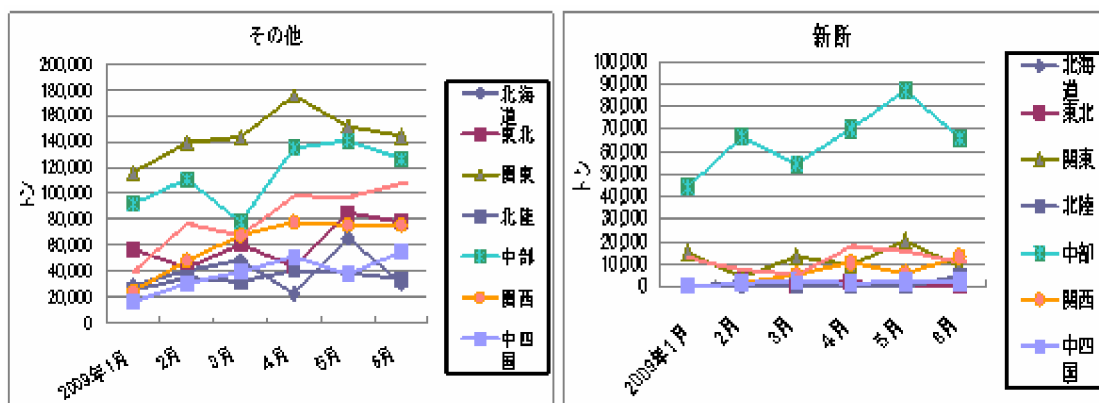 その他
200,000
180,000
160,000
140,000
120,000
100,000
80,000
60,000
40,000
20,000
0
トン
2009年1月
2月
3月
4月
5月
6月
北海道
東北
関東
北陸
中部
関西
中四国
新断
100,000
90,000
80,000
70,000
60,000
50,000
40,000
30,000
20,000
10,000
0
トン
2009年1月
2月
3月
4月
5月
6月
北海道
東北
関東
北陸
中部
関西
中四国